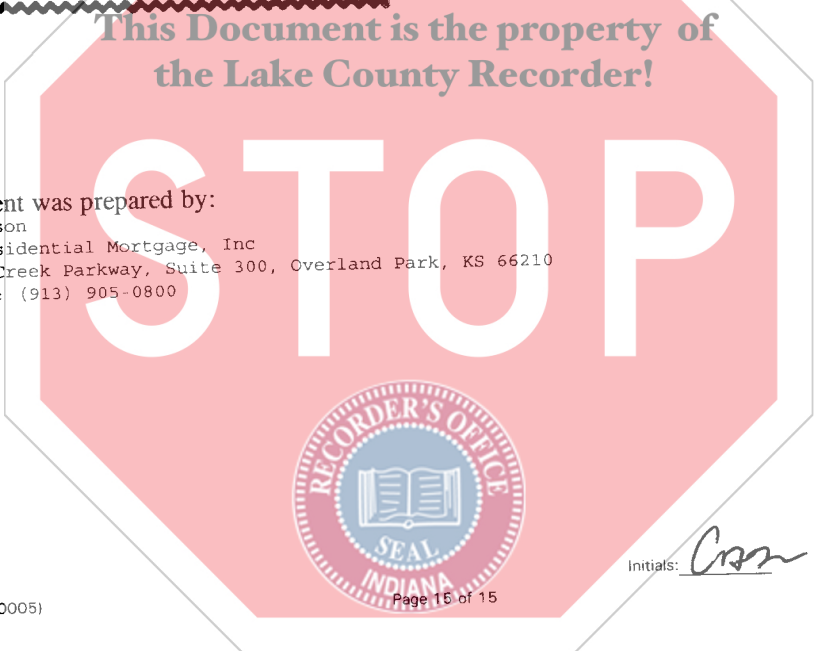 This Document is the property of
the Lake County Recorder!
STOP
ent was prepared by:
son
sidential Mortgage, Inc
Creek Parkway, Suite 300, Overland Park, KS 66210
: (913) 905-0800
RECORDER'S OFFICE
SEAL
INDIANA
Initials:
Page 15 of 15
0005)